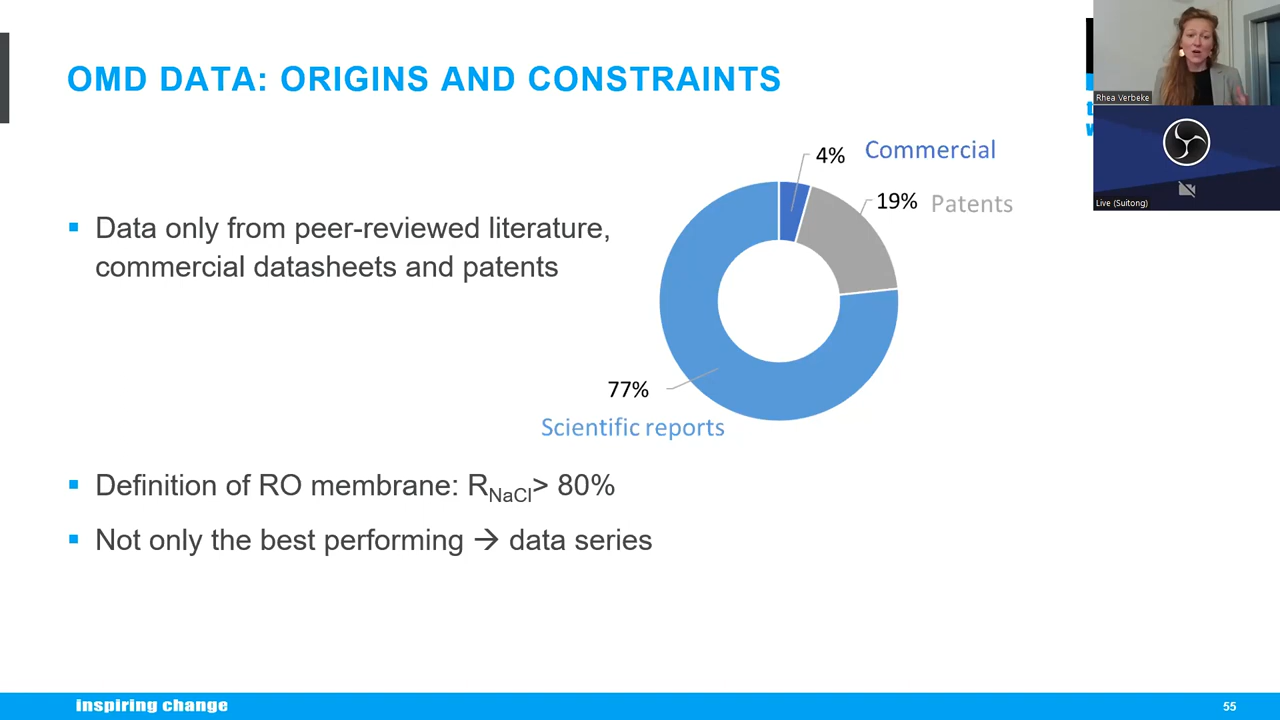 OMD DATA: ORIGINS AND CONSTRAINTS
Rhea Verbeke
Live (Suitong)
4% Commercial
19% Patents
▪ Data only from peer-reviewed literature,
commercial datasheets and patents
77%
Scientific reports
▪ Definition of RO membrane: RNaCl> 80%
▪ Not only the best performing → data series
inspiring change
55